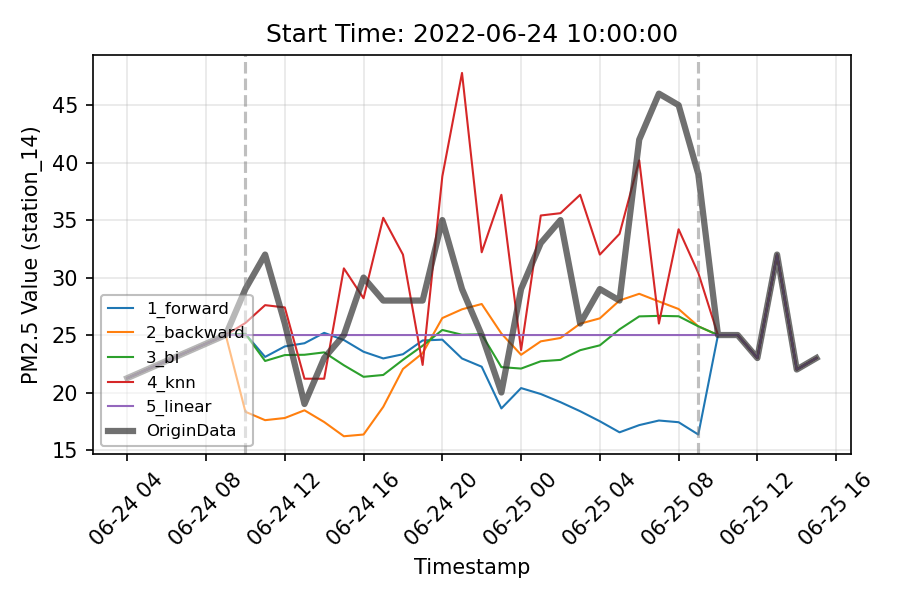 Start Time: 2022-06-24 10:00:00
PM2.5 Value (station_14)
45
40
35
30
25
20
15
1_forward
2_backward
3_bi
4_knn
5_linear
OriginData
06-24 04
06-24 08
06-24 12
06-24 16
06-24 20
06-25 00
06-25 04
06-25 08
06-25 12
06-25 16
Timestamp